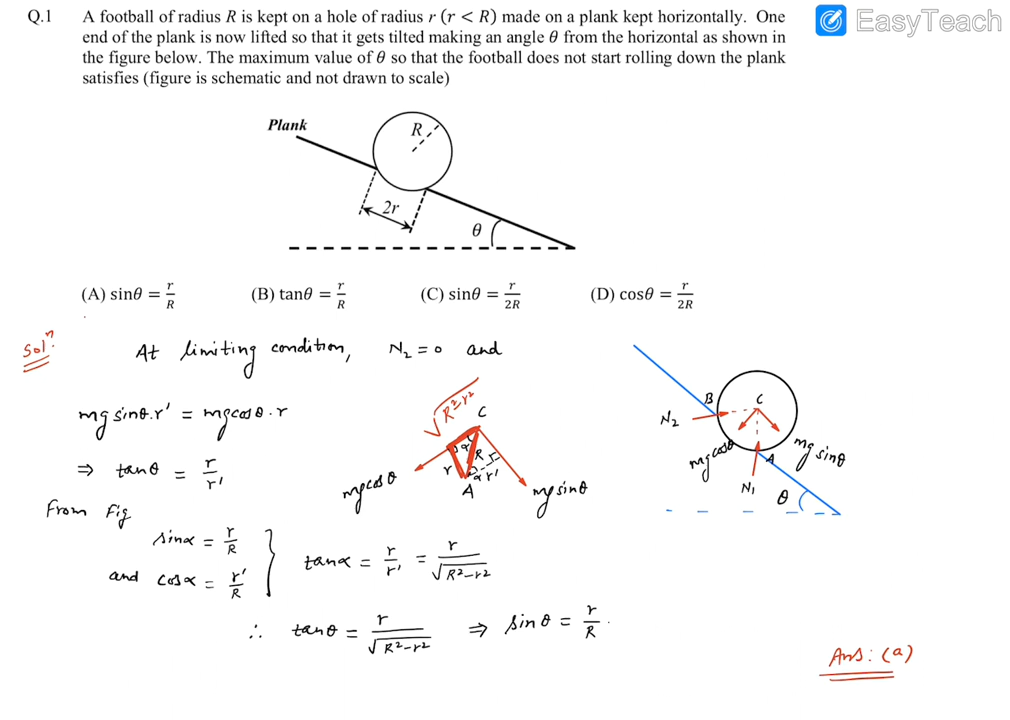 Q.1 A football of radius R is kept on a hole of radius r (r < R) made on a plank kept horizontally. One
end of the plank is now lifted so that it gets tilted making an angle θ from the horizontal as shown in
the figure below. The maximum value of θ so that the football does not start rolling down the plank
satisfies (figure is schematic and not drawn to scale)
EasyTeach
Plank
R
2r
θ
(A) sinθ = r/R (B) tanθ = r/R (C) sinθ = r/2R (D) cosθ = r/2R
Solⁿ:
At limiting condition, N₂ = 0 and
mg sinθ.r' = mgcosθ.r
⇒ tanθ = r/r'
From Fig
sinα = r/R
and cosα = r'/R
tanα = r/r' = r/√R²-r²
∴ tanθ = r/√R²-r² ⇒ sinθ = r/R.
Ans: (a)
√R²-r²
C
α
R
r
α
r'
A
mgcosθ
mgsinθ
B
C
N₂
mgcosθ
A
mg sinθ
N₁
θ